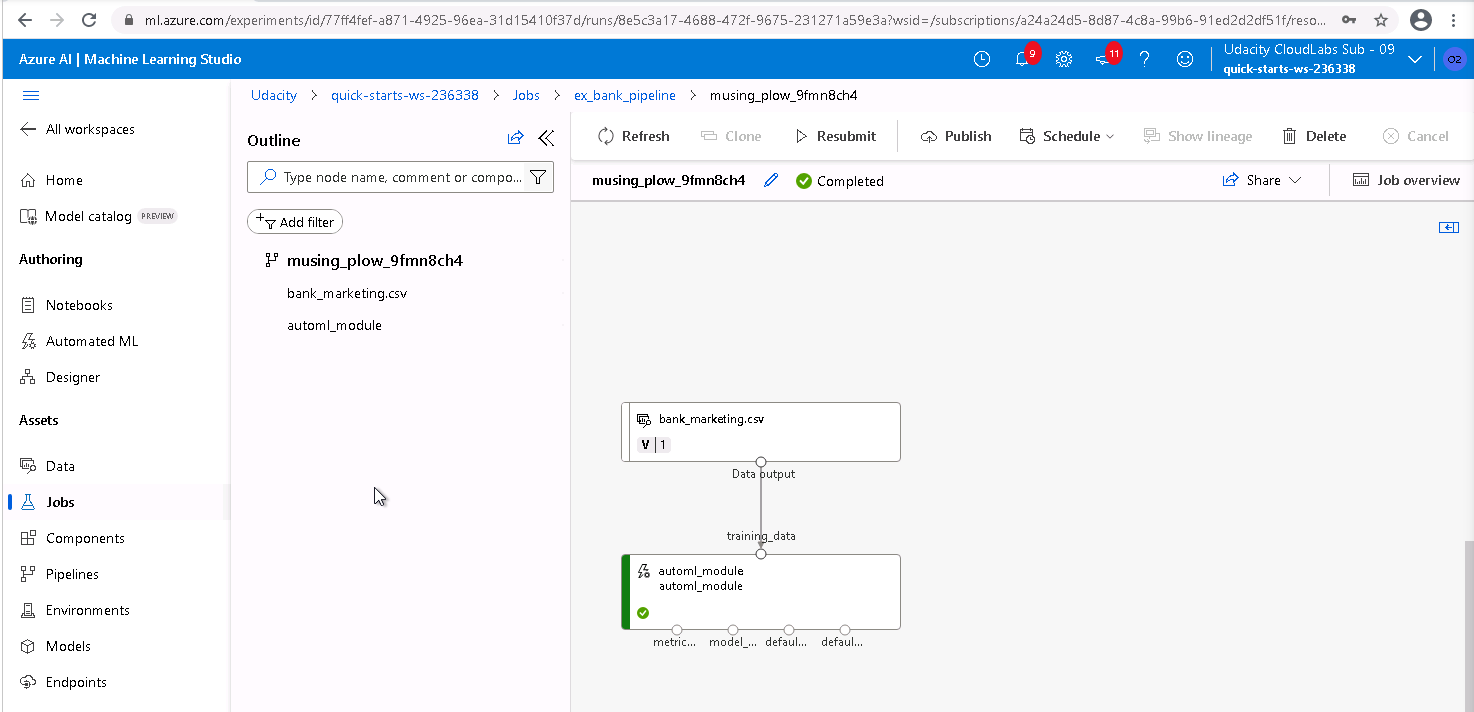 ml.azure.com/experiments/id/77ff4fef-a871-4925-96ea-31d15410f37d/runs/8e5c3a17-4688-472f-9675-231271a59e3a?wsid=/subscriptions/a24a24d5-8d87-4c8a-99b6-91ed2d2df51f/reso...
Azure AI | Machine Learning Studio
9
11
Udacity CloudLabs Sub - 09
quick-starts-ws-236338
O2
All workspaces
Home
Model catalog PREVIEW
Authoring
Notebooks
Automated ML
Designer
Assets
Data
Jobs
Components
Pipelines
Environments
Models
Endpoints
Udacity > quick-starts-ws-236338 > Jobs > ex_bank_pipeline > musing_plow_9fmn8ch4
Outline
Type node name, comment or compo...
Add filter
musing_plow_9fmn8ch4
bank_marketing.csv
automl_module
Refresh Clone Resubmit Publish Schedule Show lineage Delete Cancel
musing_plow_9fmn8ch4 Completed Share Job overview
bank_marketing.csv
V 1
Data output
training_data
automl_module
automl_module
metric... model_... defaul... defaul...